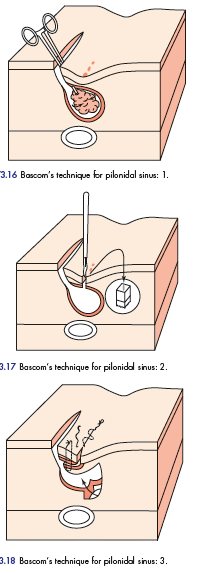 7.16 Bascom's technique for pilonidal sinus: 1.
3.17 Bascom's technique for pilonidal sinus: 2.
3.18 Bascom's technique for pilonidal sinus: 3.